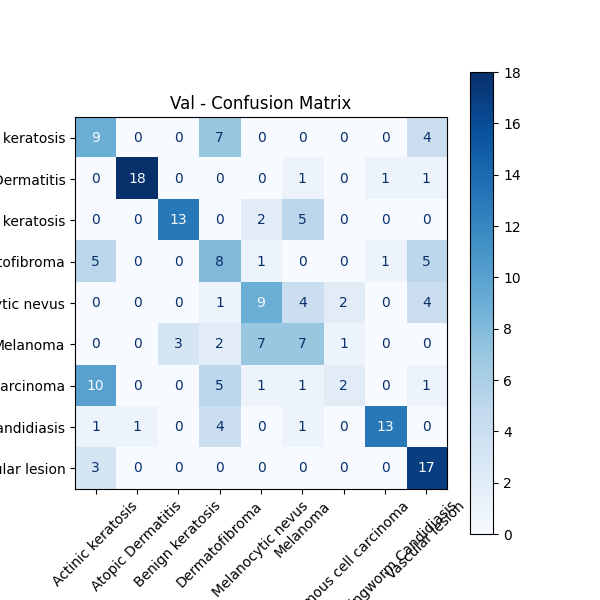 Val - Confusion Matrix
keratosis 9 0 0 7 0 0 0 0 4
Dermatitis 0 18 0 0 0 1 0 1 1
keratosis 0 0 13 0 2 5 0 0 0
tofibroma 5 0 0 8 1 0 0 1 5
ytic nevus 0 0 0 1 9 4 2 0 4
Melanoma 0 0 3 2 7 7 1 0 0
arcinoma 10 0 0 5 1 1 2 0 1
andidiasis 1 1 0 4 0 1 0 13 0
ular lesion 3 0 0 0 0 0 0 0 17
Actinic keratosis
Atopic Dermatitis
Benign keratosis
Dermatofibroma
Melanocytic nevus
Melanoma
mous cell carcinoma
ingworm Candidiasis
Vascular lesion
18
16
14
12
10
8
6
4
2
0